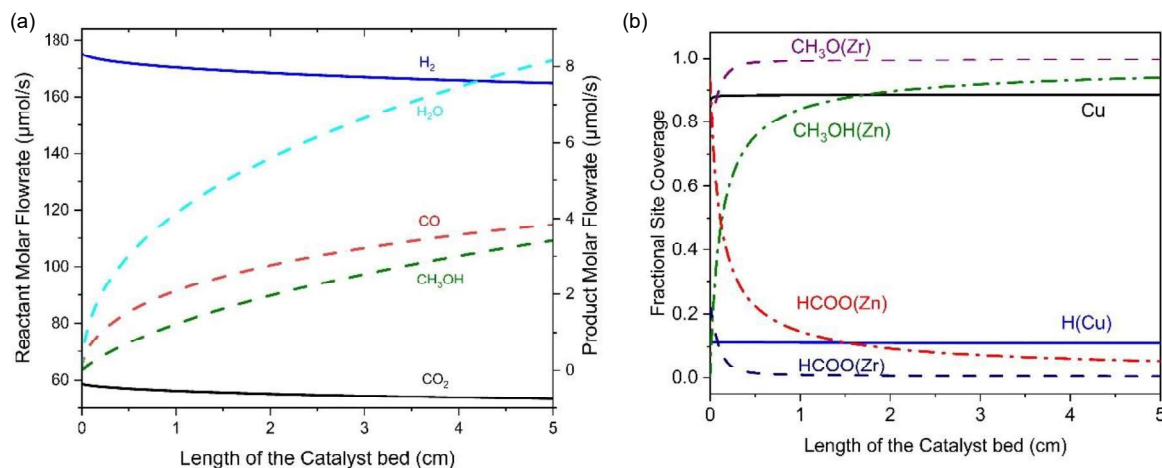 (a)
Reactant Molar Flowrate (µmol/s)
180
160
140
120
100
80
60
H2
H2O
CO
CH3OH
CO2
8
6
4
2
0
Product Molar Flowrate (µmol/s)
0 1 2 3 4 5
Length of the Catalyst bed (cm)
(b)
Fractional Site Coverage
1.0
0.8
0.6
0.4
0.2
0.0
CH3O(Zr)
Cu
CH3OH(Zn)
HCOO(Zn)
H(Cu)
HCOO(Zr)
0 1 2 3 4 5
Length of the Catalyst bed (cm)